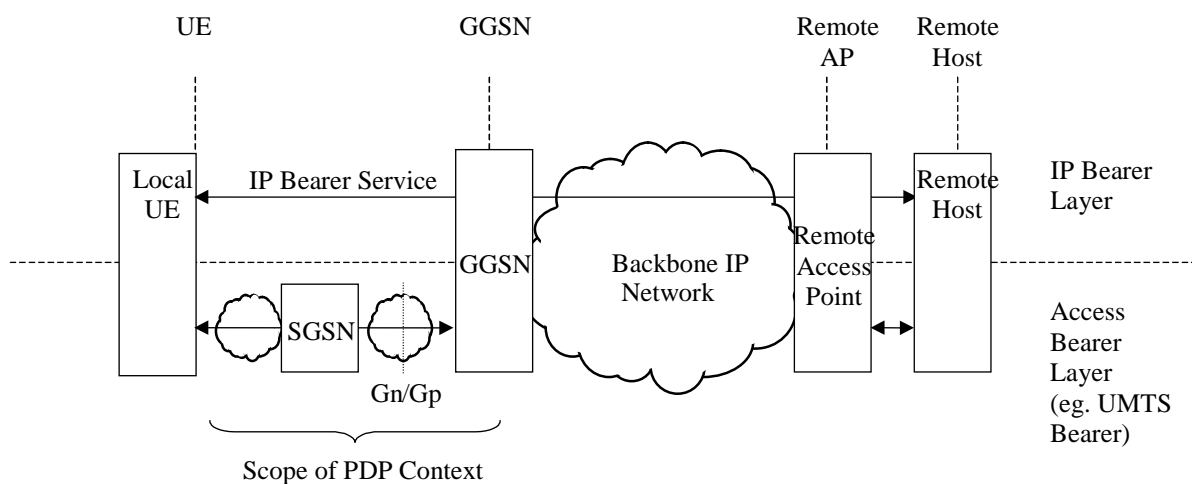 UE
GGSN
Remote
AP
Remote
Host
Local
UE
IP Bearer Service
Remote
Host
IP Bearer
Layer
GGSN
Backbone IP
Network
Remote
Access
Point
SGSN
Gn/Gp
Access
Bearer
Layer
(eg. UMTS
Bearer)
Scope of PDP Context